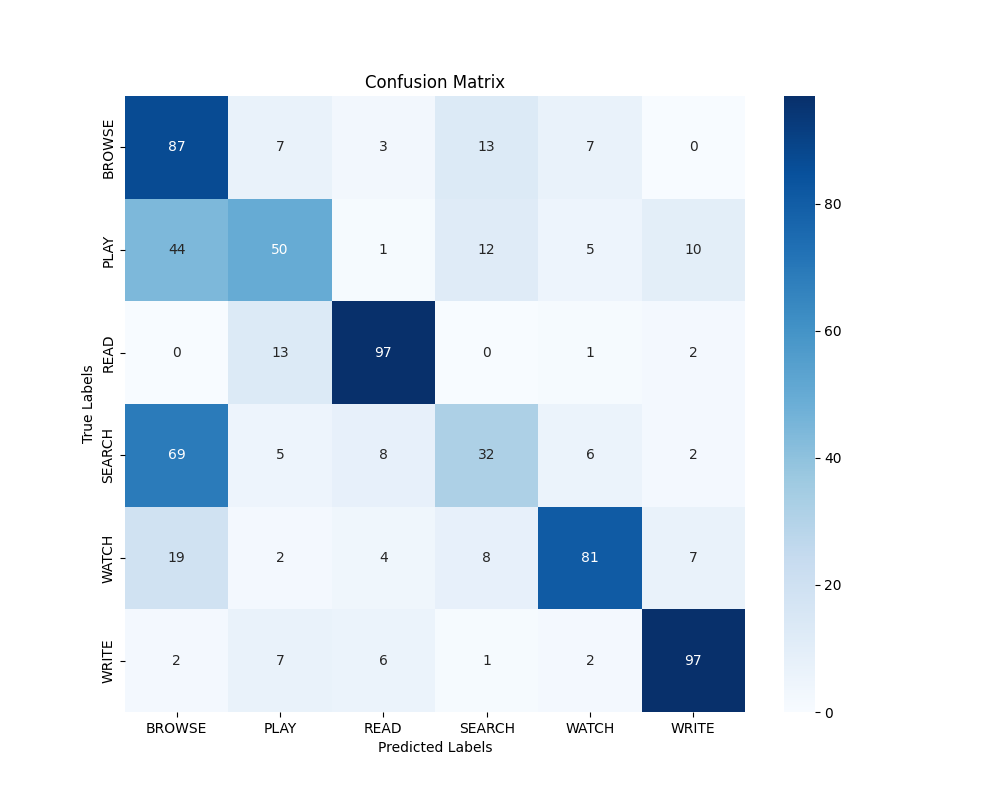 Confusion Matrix
BROWSE 87 7 3 13 7 0
PLAY 44 50 1 12 5 10
READ 0 13 97 0 1 2
SEARCH 69 5 8 32 6 2
WATCH 19 2 4 8 81 7
WRITE 2 7 6 1 2 97
BROWSE PLAY READ SEARCH WATCH WRITE
Predicted Labels
True Labels
80
60
40
20
0